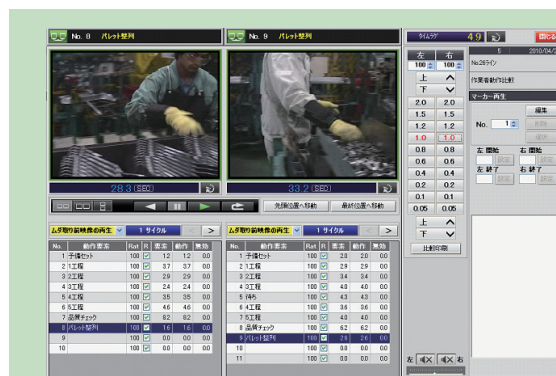 No. 8 パレット整列
No. 9 パレット整列
タイムラグ 4.9
閉じる
左 右
100 100
上
下
2.0 2.0
1.5 1.5
1.2 1.2
1.0 1.0
0.8 0.8
0.6 0.6
0.4 0.4
0.2 0.2
0.1 0.1
0.05 0.05
上
下
比較印刷
左 右
6 2010/04/2
No.26ライン
作業者動作比較
マーカー再生
編集
No. 1
左 開始 右 開始
左 終了 右 終了
28.3 (SEC)
33.2 (SEC)
先頭位置へ移動 最終位置へ移動
ムダ取り前映像の再生 1 サイクル < >
No. 動作要素 Rat R 要素 動作 無効
1 予備セット 100 1.2 1.2 0.0
2 1工程 100 3.7 3.7 0.0
3 2工程 100 2.9 2.9 0.0
4 3工程 100 2.4 2.4 0.0
5 4工程 100 3.5 3.5 0.0
6 5工程 100 4.6 4.6 0.0
7 品質チェック 100 8.2 8.2 0.0
8 パレット整列 100 1.6 1.6 0.0
9 100 0.0 0.0 0.0
10 100 0.0 0.0 0.0
ムダ取り前映像の再生 1 サイクル < >
No. 動作要素 Rat R 要素 動作 無効
1 予備セット 100 2.0 2.0 0.0
2 1工程 100 2.9 2.9 0.0
3 2工程 100 3.4 3.4 0.0
4 3工程 100 4.0 4.0 0.0
5 待ち 100 4.3 4.3 0.0
6 4工程 100 3.6 3.6 0.0
7 5工程 100 4.0 4.0 0.0
8 品質チェック 100 6.2 6.2 0.0
9 パレット整列 100 2.6 2.6 0.0
10 100 0.0 0.0 0.0
11 100 0.0 0.0 0.0